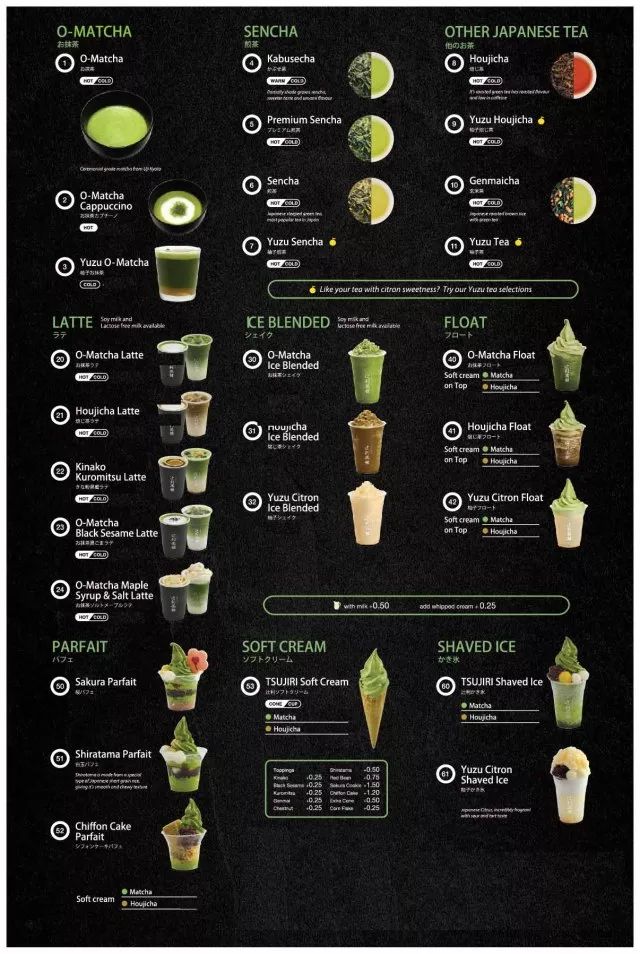 O-MATCHA
お抹茶
1
O-Matcha
お抹茶
HOT COLD
Ceremonial grade matcha from Uji Kyoto
2
O-Matcha
Cappuccino
お抹茶カプチーノ
HOT
3
Yuzu O-Matcha
柚子お抹茶
COLD
SENCHA
煎茶
4
Kabusecha
かぶせ茶
WARM COLD
Partially shade grown sencha,
sweeter taste and umami flavour
5
Premium Sencha
プレミアム煎茶
HOT COLD
6
Sencha
煎茶
HOT COLD
Japanese steeped green tea,
most popular tea in Japan
7
Yuzu Sencha
柚子煎茶
HOT COLD
OTHER JAPANESE TEA
他のお茶
8
Houjicha
焙じ茶
HOT COLD
It's roasted green tea has roasted flavour
and low in caffeine
9
Yuzu Houjicha
柚子焙じ茶
HOT COLD
10
Genmaicha
玄米茶
HOT COLD
Japanese roasted brown rice
with green tea
11
Yuzu Tea
柚子茶
HOT COLD
Like your tea with citron sweetness? Try our Yuzu tea selections
LATTE
ラテ
Soy milk and
Lactose free milk available
20
O-Matcha Latte
お抹茶ラテ
HOT COLD
21
Houjicha Latte
焙じ茶ラテ
HOT COLD
22
Kinako
Kuromitsu Latte
きな粉黒蜜ラテ
HOT COLD
23
O-Matcha
Black Sesame Latte
お抹茶黒ごまラテ
HOT COLD
24
O-Matcha Maple
Syrup & Salt Latte
お抹茶ソルトメープルラテ
HOT COLD
ICE BLENDED
シェイク
Soy milk and
lactose free milk available
30
O-Matcha
Ice Blended
お抹茶シェイク
31
Houjicha
Ice Blended
焙じ茶シェイク
32
Yuzu Citron
Ice Blended
柚子シェイク
FLOAT
フロート
40
O-Matcha Float
お抹茶フロート
Soft cream
on Top
Matcha
Houjicha
41
Houjicha Float
焙じ茶フロート
Soft cream
on Top
Matcha
Houjicha
42
Yuzu Citron Float
柚子フロート
Soft cream
on Top
Matcha
Houjicha
with milk +0.50 add whipped cream + 0.25
PARFAIT
パフェ
50
Sakura Parfait
桜パフェ
51
Shiratama Parfait
白玉パフェ
Shiratama is made from a special
type of Japanese short grain rice,
giving it's smooth and chewy texture
52
Chiffon Cake
Parfait
シフォンケーキパフェ
Soft cream
Matcha
Houjicha
SOFT CREAM
ソフトクリーム
53
TSUJIRI Soft Cream
辻利ソフトクリーム
CONE CUP
Matcha
Houjicha
Toppings
Kinako +0.25
Black Sesame +0.25
Kuromitsu +0.25
Genmai +0.25
Chestnut +0.25
Shiratama +0.50
Red Bean +0.75
Sakura Cookie +1.50
Chiffon Cake +1.20
Extra Cone +0.50
Corn Flake +0.25
SHAVED ICE
かき氷
60
TSUJIRI Shaved Ice
辻利かき氷
Matcha
Houjicha
61
Yuzu Citron
Shaved Ice
柚子かき氷
Japanese Citrus, incredibly fragrant
with sour and tart taste